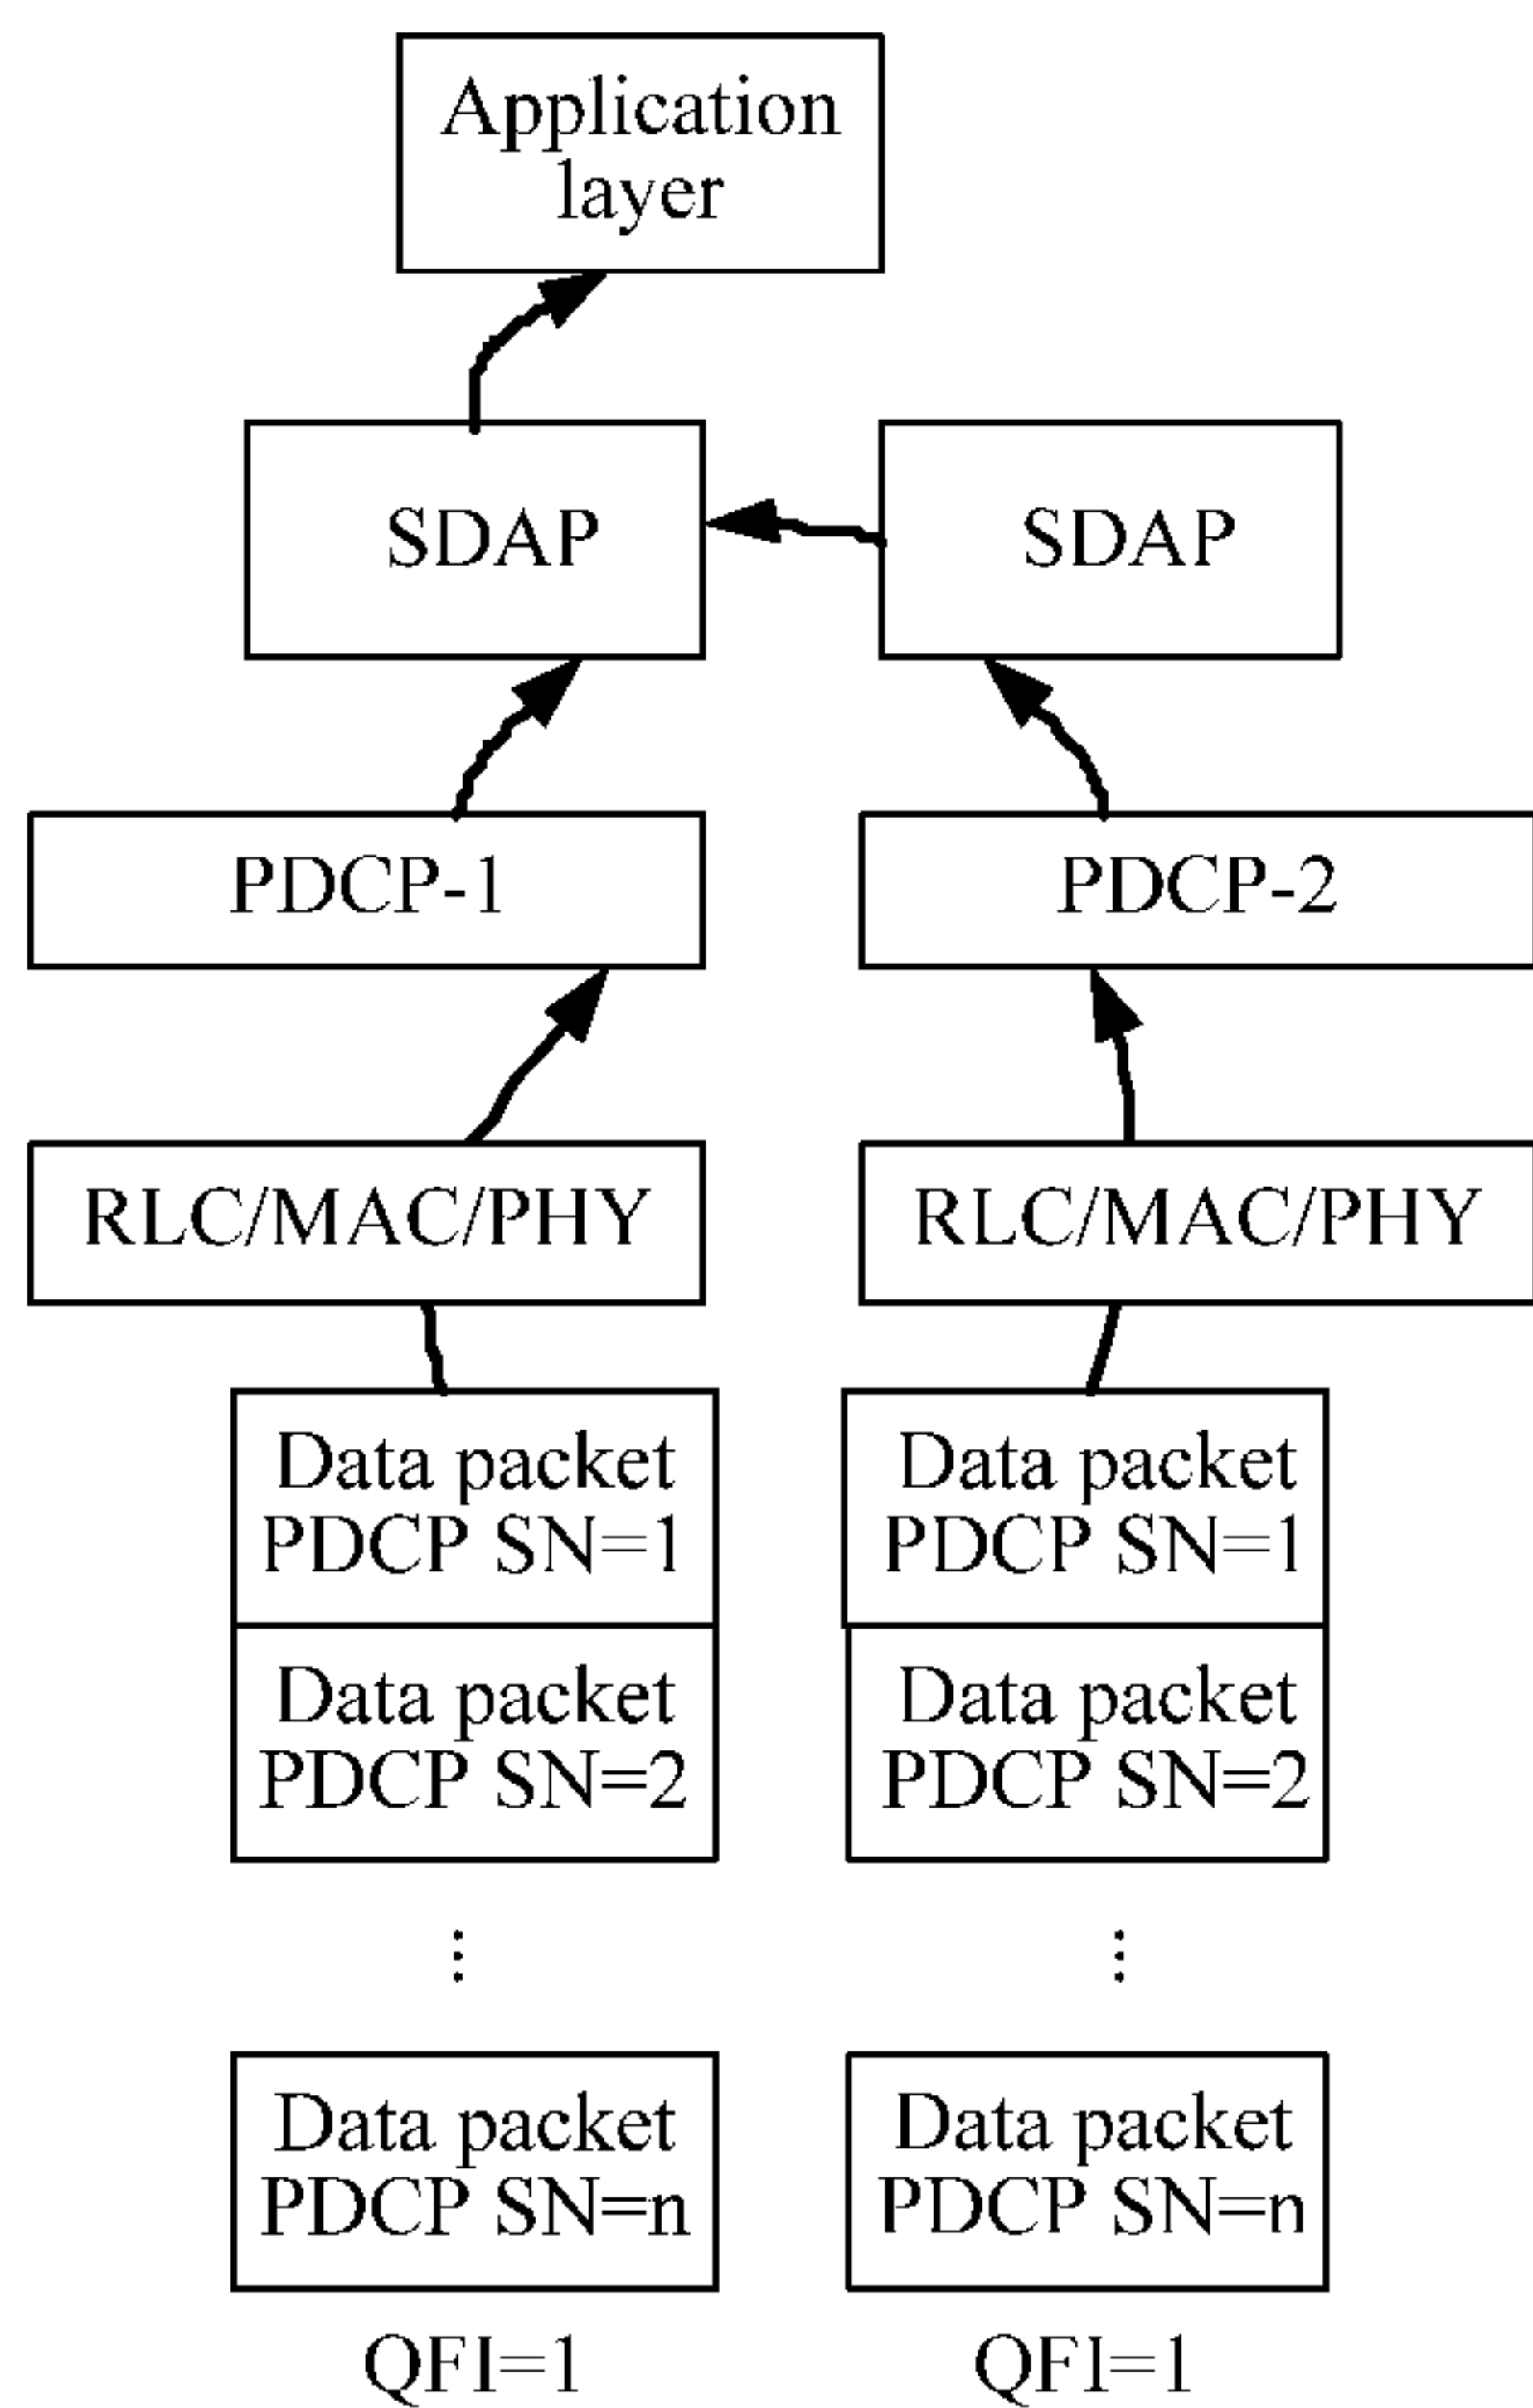 Application
layer
SDAP
SDAP
PDCP-1
PDCP-2
RLC/MAC/PHY
RLC/MAC/PHY
Data packet
PDCP SN=1
Data packet
PDCP SN=1
Data packet
PDCP SN=2
Data packet
PDCP SN=2
⋮
⋮
Data packet
PDCP SN=n
Data packet
PDCP SN=n
QFI=1
QFI=1